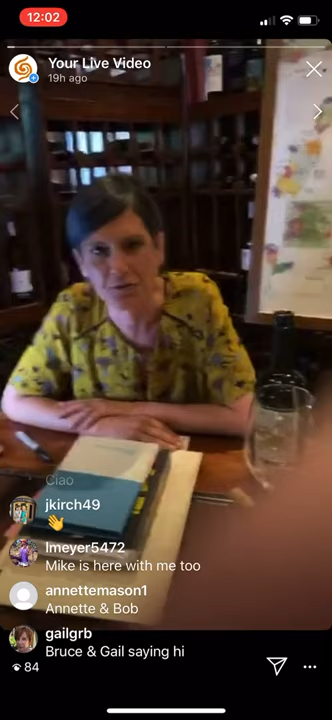 12:02
Your Live Video
19h ago
Ciao
jkirch49
👋
lmeyer5472
Mike is here with me too
annettemason1
Annette & Bob
gailgrb
Bruce & Gail saying hi
84